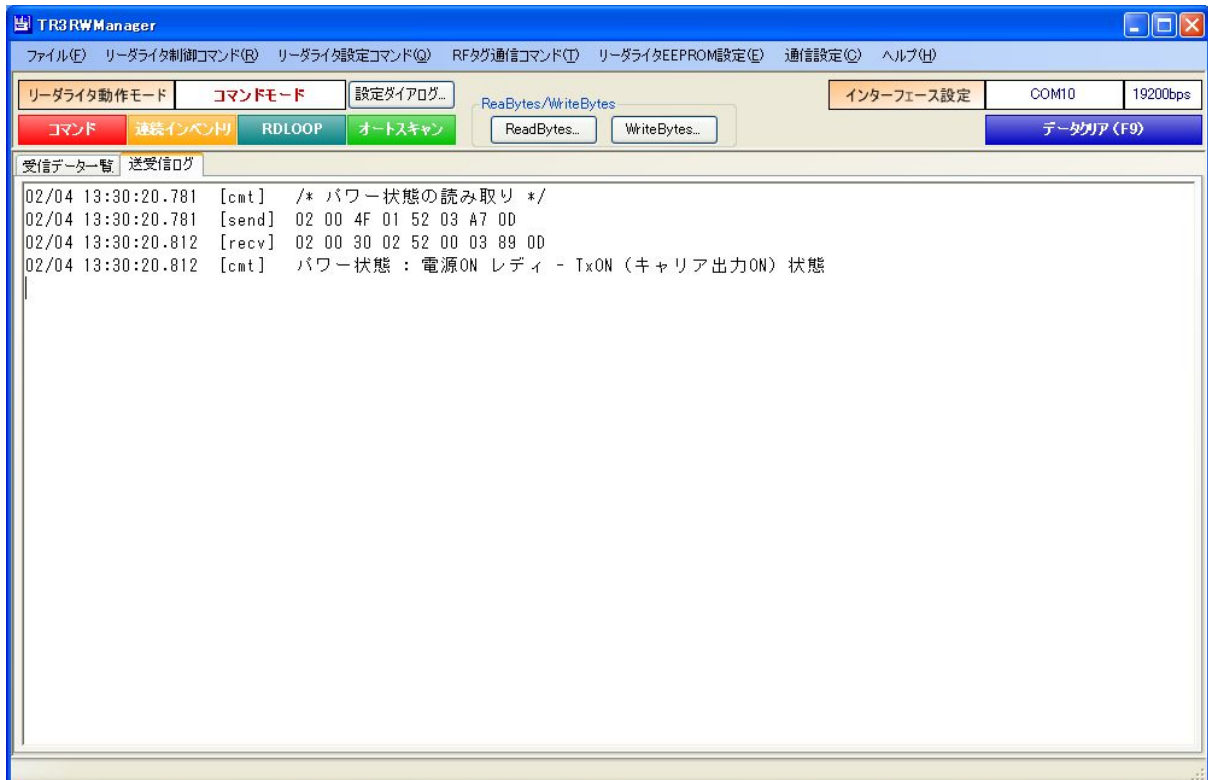 TR3RWManager
ファイル(F) リーダライタ制御コマンド(R) リーダライタ設定コマンド(Q) RFタグ通信コマンド(T) リーダライタEEPROM設定(E) 通信設定(C) ヘルプ(H)
リーダライタ動作モード コマンドモード 設定ダイアログ... ReaBytes/WriteBytes インターフェース設定 COM10 19200bps
コマンド 連続インベントリ RDLOOP オートスキャン ReadBytes... WriteBytes... データクリア(F9)
受信データ一覧 送受信ログ
02/04 13:30:20.781 [cmt] /* パワー状態の読み取り */
02/04 13:30:20.781 [send] 02 00 4F 01 52 03 A7 0D
02/04 13:30:20.812 [recv] 02 00 30 02 52 00 03 89 0D
02/04 13:30:20.812 [cmt] パワー状態 : 電源ON レディ - TxON (キャリア出力ON) 状態